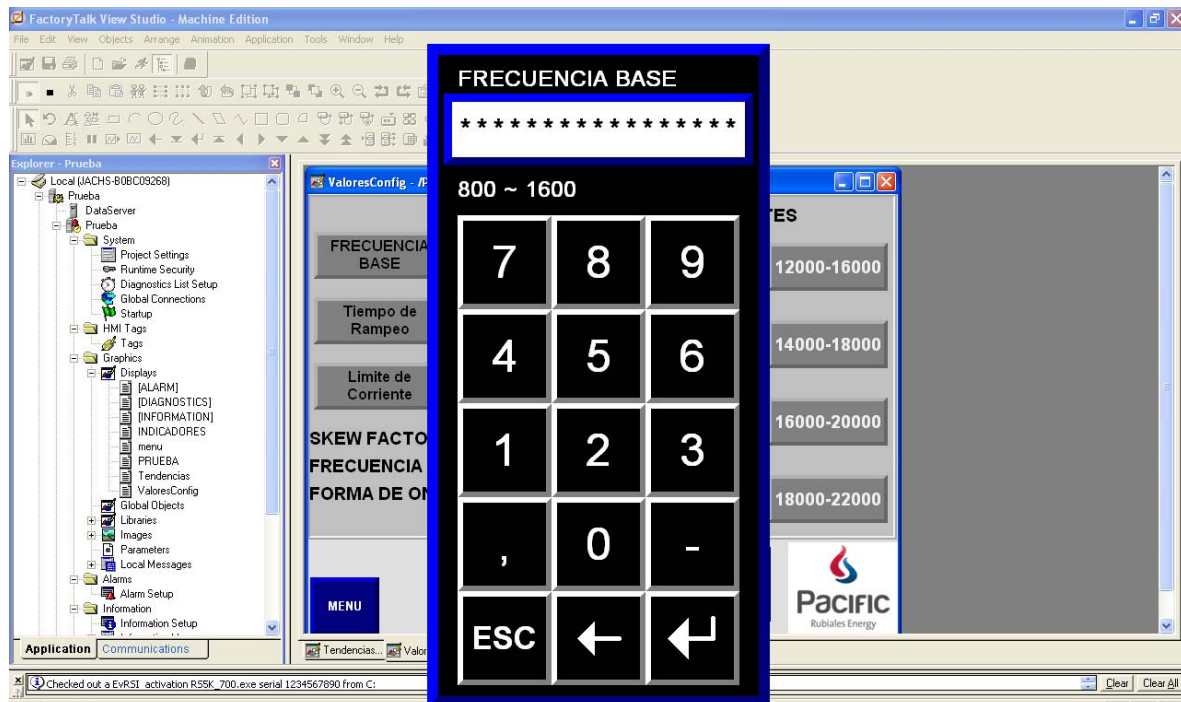 FactoryTalk View Studio - Machine Edition
File Edit View Objects Arrange Animation Application Tools Window Help
Explorer - Prueba
Local (JACHS-B0BC09268)
Prueba
DataServer
Prueba
System
Project Settings
Runtime Security
Diagnostics List Setup
Global Connections
Startup
HMI Tags
Tags
Graphics
Displays
[ALARM]
[DIAGNOSTICS]
[INFORMATION]
INDICADORES
menu
PRUEBA
Tendencias
ValoresConfig
Global Objects
Libraries
Images
Parameters
Local Messages
Alarms
Alarm Setup
Information
Information Setup
Application Communications
ValoresConfig - /P
FRECUENCIA
BASE
Tiempo de
Rampeo
Limite de
Corriente
SKEW FACTO
FRECUENCIA
FORMA DE ON
MENU
FRECUENCIA BASE
*****************
800 ~ 1600
7 8 9
4 5 6
1 2 3
, 0 -
ESC
TES
12000-16000
14000-18000
16000-20000
18000-22000
Pacific
Rubiales Energy
Tendencias... Valor
Checked out a EvRSI activation RS5K_700.exe serial 1234567890 from C:
Clear Clear All